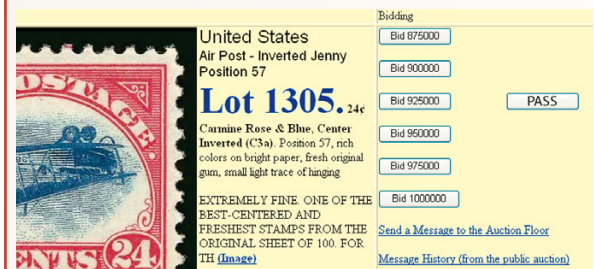 Bidding
United States
Air Post - Inverted Jenny
Position 57
Lot 1305. 24¢
Carmine Rose & Blue, Center
Inverted (C3a). Position 57, rich
colors on bright paper, fresh original
gum, small light trace of hinging
EXTREMELY FINE. ONE OF THE
BEST-CENTERED AND
FRESHEST STAMPS FROM THE
ORIGINAL SHEET OF 100. FOR
TH (Image)
Bid 875000
Bid 900000
Bid 925000
PASS
Bid 950000
Bid 975000
Bid 1000000
Send a Message to the Auction Floor
Message History (from the public auction)
OSTAGE
ENTS 24